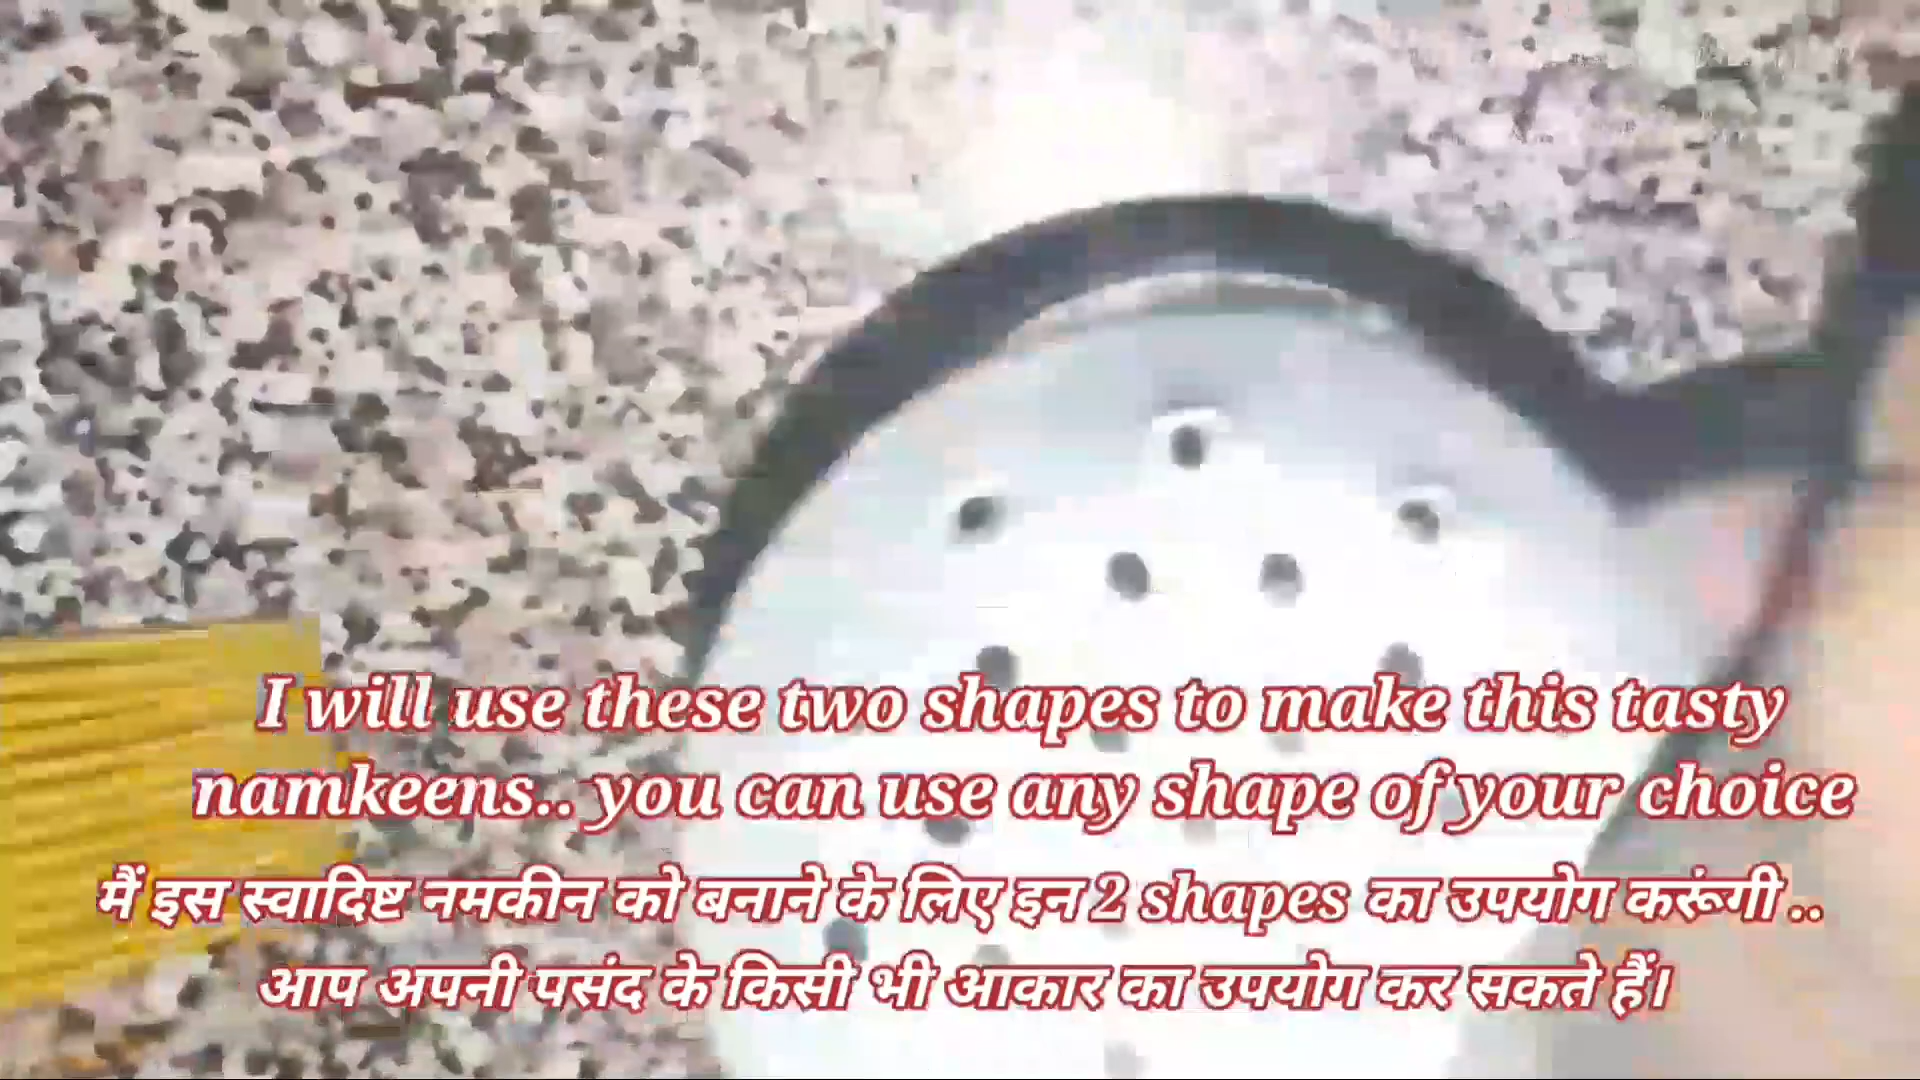 I will use these two shapes to make this tasty
namkeens.. you can use any shape of your choice
मैं इस स्वादिष्ट नमकीन को बनाने के लिए इन 2 shapes का उपयोग करूंगी..
आप अपनी पसंद के किसी भी आकार का उपयोग कर सकते हैं।